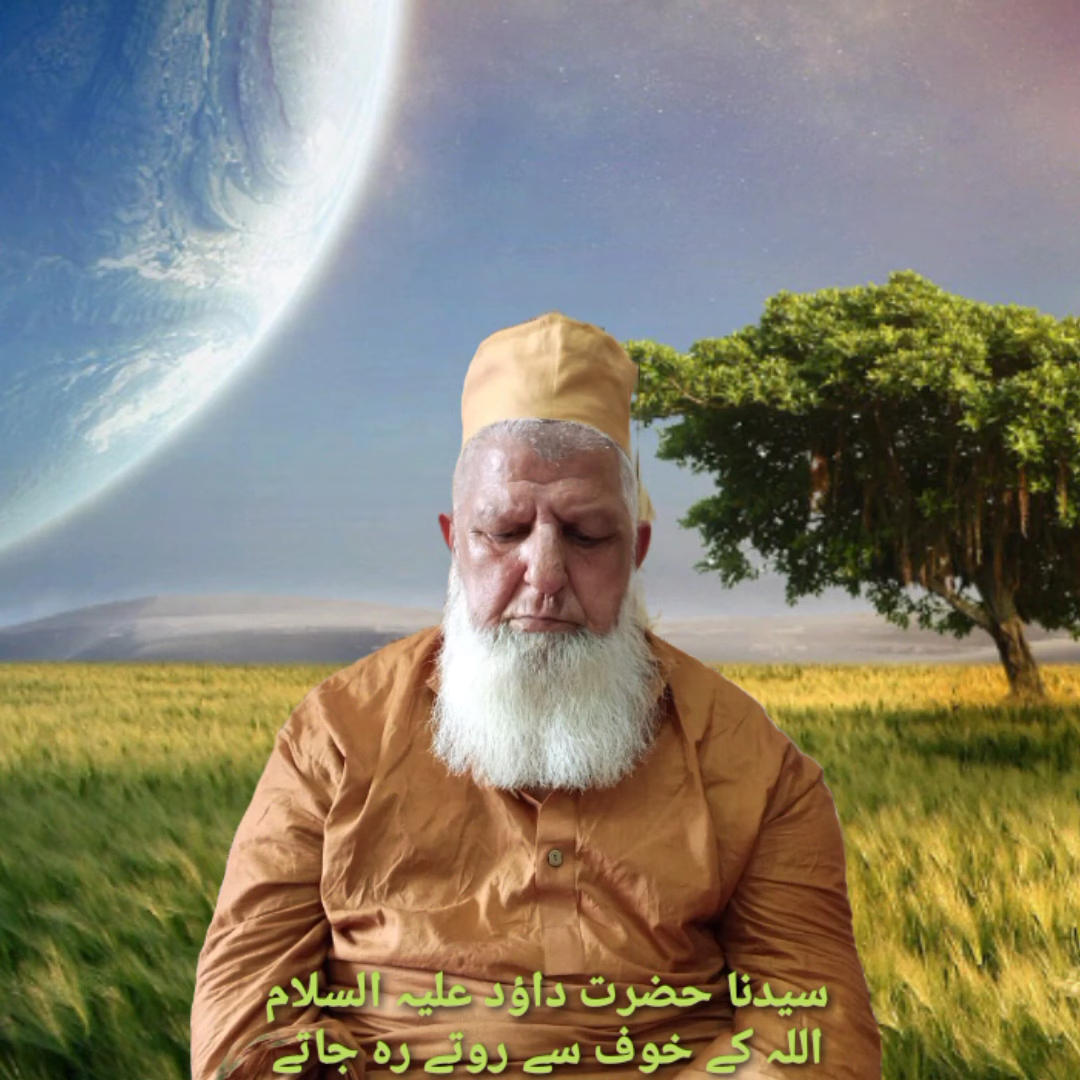 سیدنا حضرت داؤد علیہ السلام
اللہ کے خوف سے روتے رہ جاتے